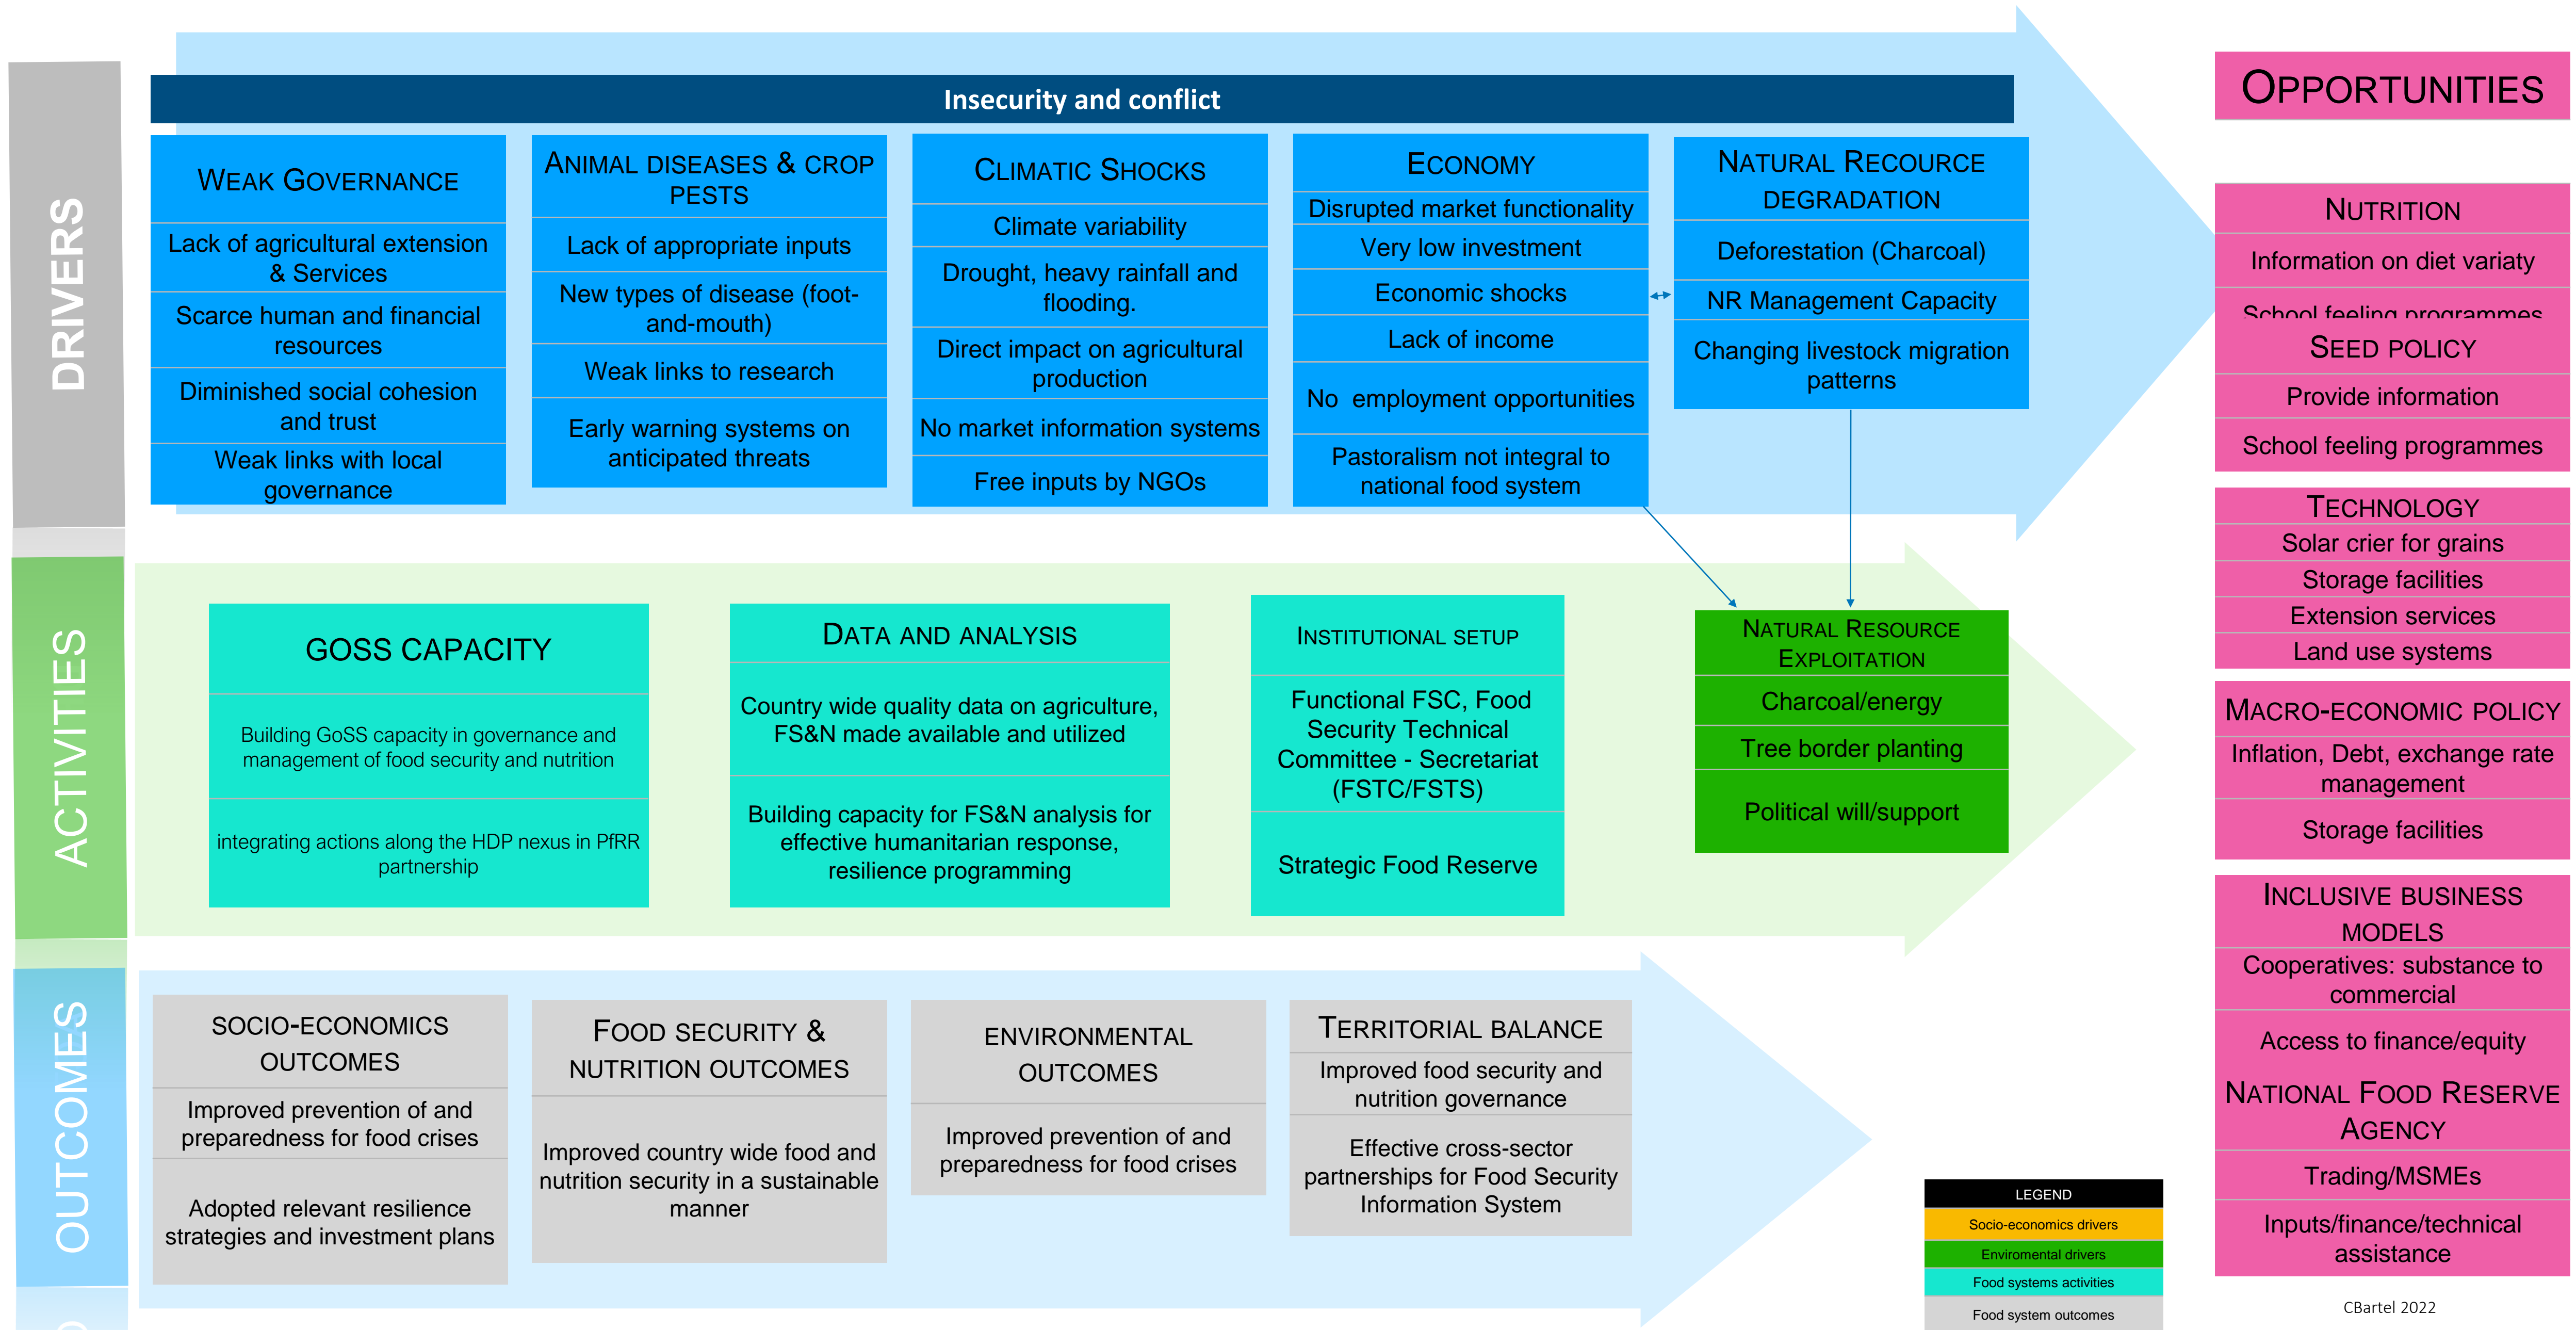 DRIVERS
Insecurity and conflict
WEAK GOVERNANCE
Lack of agricultural extension
& Services
Scarce human and financial
resources
Diminished social cohesion
and trust
Weak links with local
governance
ANIMAL DISEASES & CROP
PESTS
Lack of appropriate inputs
New types of disease (foot-
and-mouth)
Weak links to research
Early warning systems on
anticipated threats
CLIMATIC SHOCKS
Climate variability
Drought, heavy rainfall and
flooding.
Direct impact on agricultural
production
No market information systems
Free inputs by NGOs
ECONOMY
Disrupted market functionality
Very low investment
Economic shocks
Lack of income
No employment opportunities
Pastoralism not integral to
national food system
NATURAL RECOURCE
DEGRADATION
Deforestation (Charcoal)
NR Management Capacity
Changing livestock migration
patterns
ACTIVITIES
GOSS CAPACITY
Building GoSS capacity in governance and
management of food security and nutrition
integrating actions along the HDP nexus in PfRR
partnership
DATA AND ANALYSIS
Country wide quality data on agriculture,
FS&N made available and utilized
Building capacity for FS&N analysis for
effective humanitarian response,
resilience programming
INSTITUTIONAL SETUP
Functional FSC, Food
Security Technical
Committee - Secretariat
(FSTC/FSTS)
Strategic Food Reserve
NATURAL RESOURCE
EXPLOITATION
Charcoal/energy
Tree border planting
Political will/support
OUTCOMES
SOCIO-ECONOMICS
OUTCOMES
Improved prevention of and
preparedness for food crises
Adopted relevant resilience
strategies and investment plans
FOOD SECURITY &
NUTRITION OUTCOMES
Improved country wide food and
nutrition security in a sustainable
manner
ENVIRONMENTAL
OUTCOMES
Improved prevention of and
preparedness for food crises
TERRITORIAL BALANCE
Improved food security and
nutrition governance
Effective cross-sector
partnerships for Food Security
Information System
OPPORTUNITIES
NUTRITION
Information on diet variaty
School feeling programmes
SEED POLICY
Provide information
School feeling programmes
TECHNOLOGY
Solar crier for grains
Storage facilities
Extension services
Land use systems
MACRO-ECONOMIC POLICY
Inflation, Debt, exchange rate
management
Storage facilities
INCLUSIVE BUSINESS
MODELS
Cooperatives: substance to
commercial
Access to finance/equity
NATIONAL FOOD RESERVE
AGENCY
Trading/MSMEs
Inputs/finance/technical
assistance
LEGEND
Socio-economics drivers
Enviromental drivers
Food systems activities
Food system outcomes
CBartel 2022